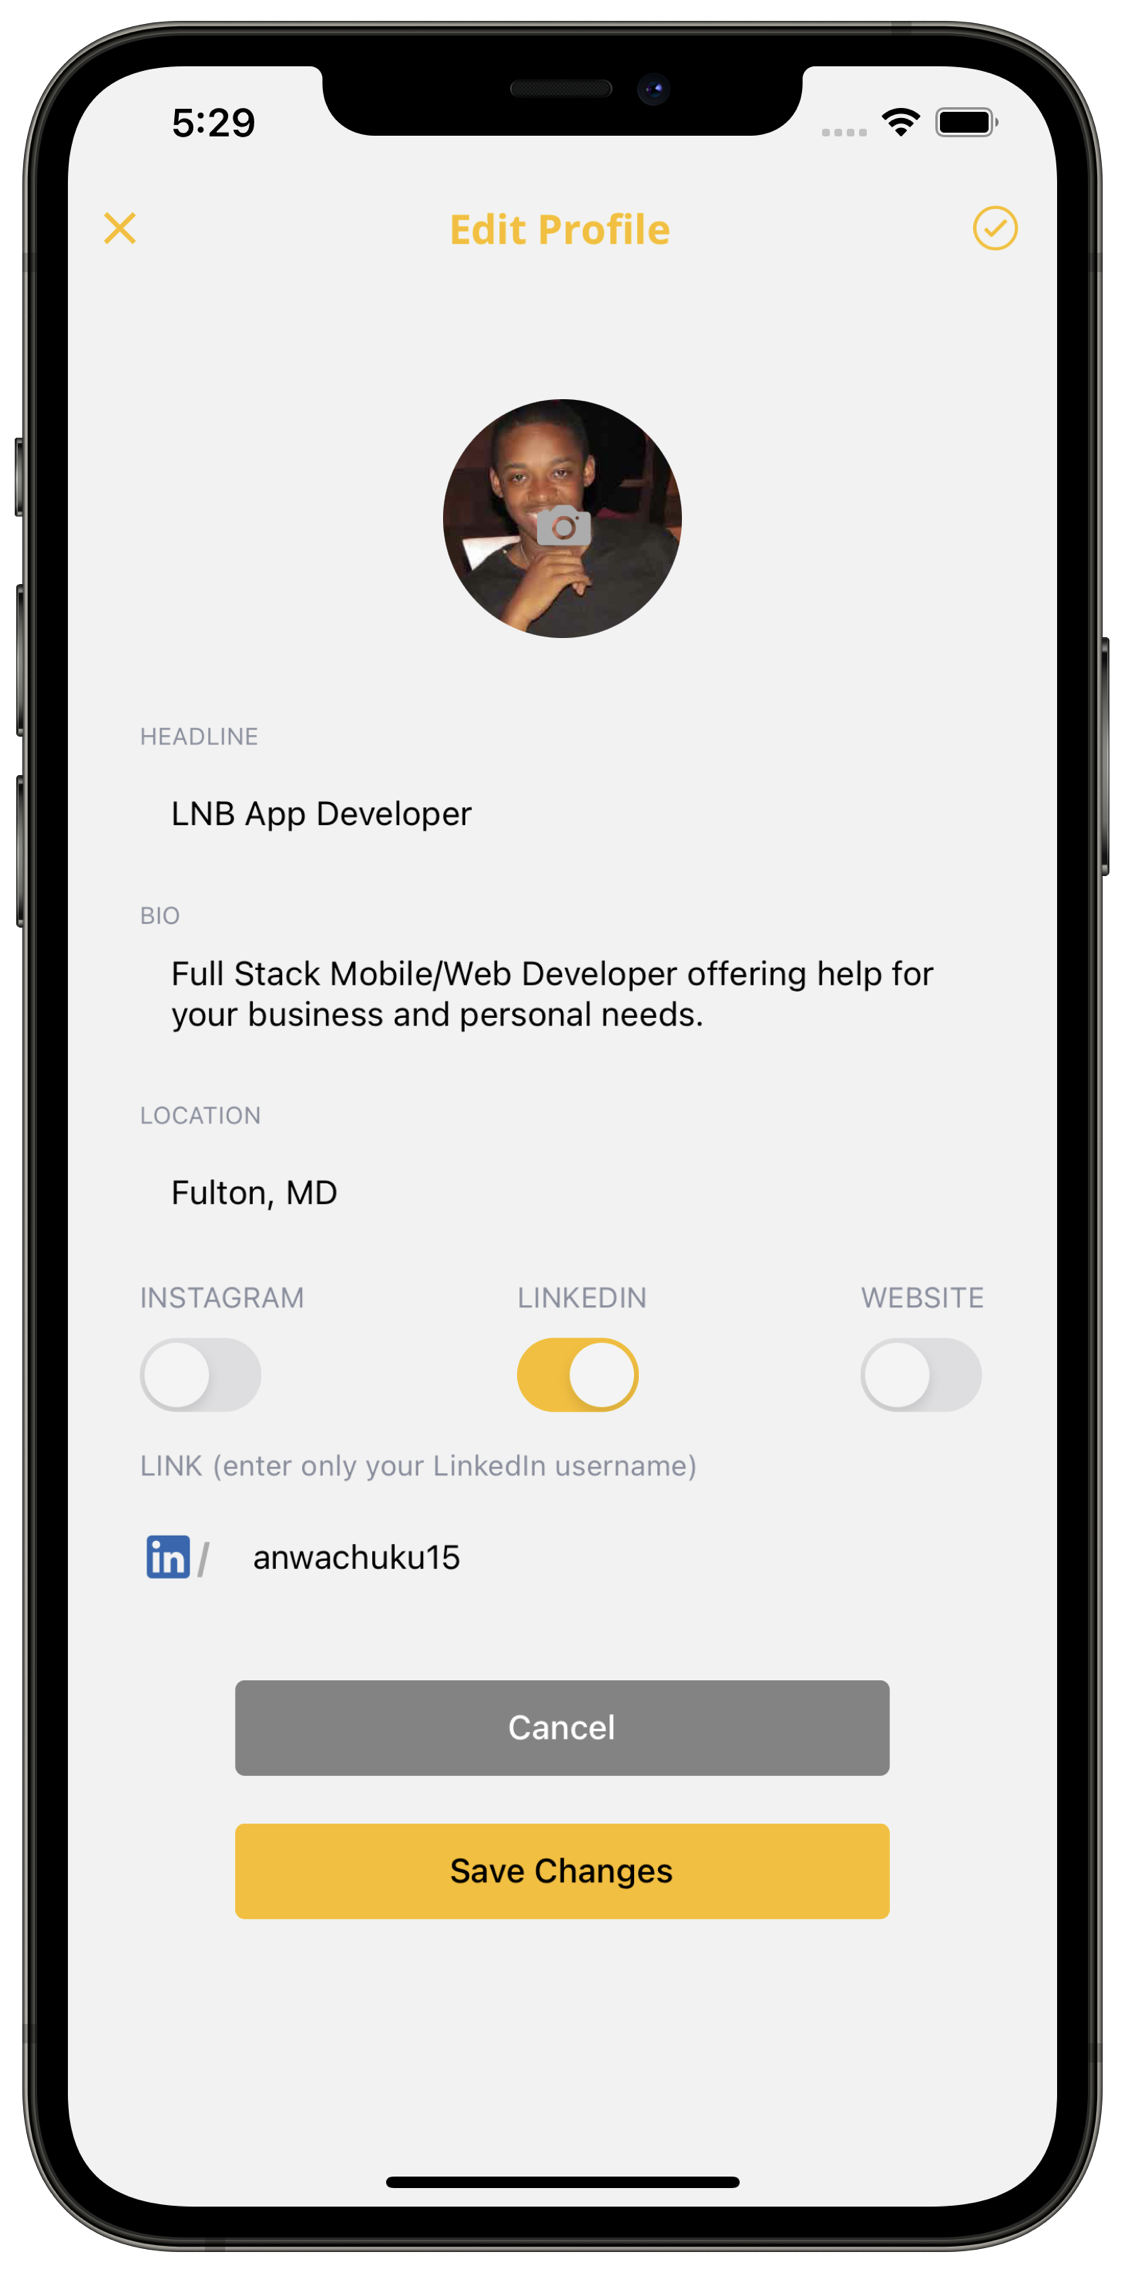 5:29
Edit Profile
HEADLINE
LNB App Developer
BIO
Full Stack Mobile/Web Developer offering help for
your business and personal needs.
LOCATION
Fulton, MD
INSTAGRAM LINKEDIN WEBSITE
LINK (enter only your LinkedIn username)
in / anwachuku15
Cancel
Save Changes